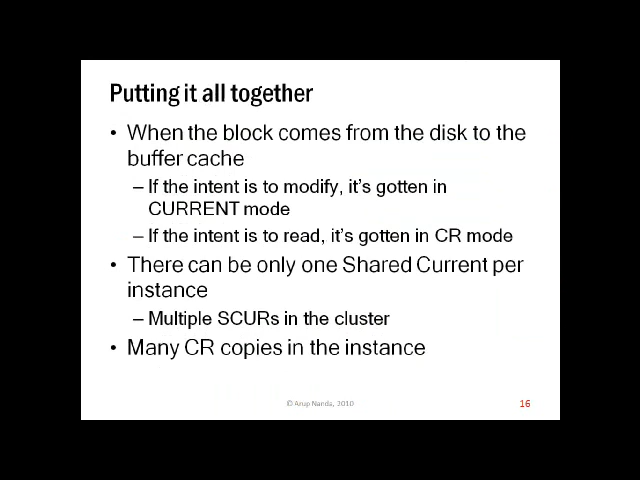 Putting it all together
• When the block comes from the disk to the
buffer cache
– If the intent is to modify, it's gotten in
CURRENT mode
– If the intent is to read, it's gotten in CR mode
• There can be only one Shared Current per
instance
– Multiple SCURs in the cluster
• Many CR copies in the instance
© Arup Nanda, 2010
16